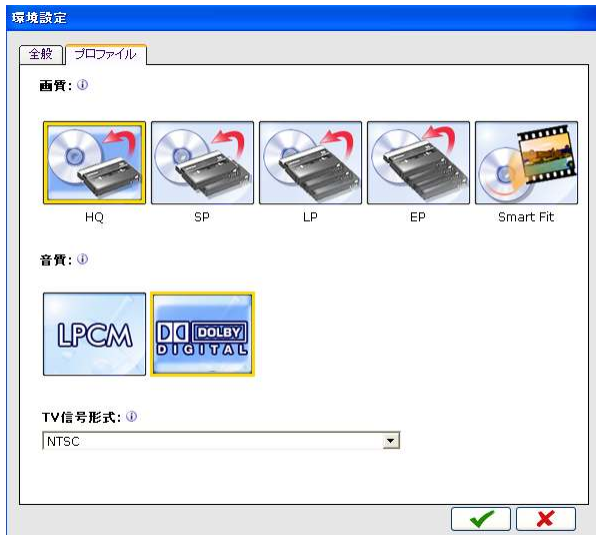 環境設定
全般 プロファイル
画質:
HQ SP LP EP Smart Fit
音質:
LPCM DOLBY DIGITAL
TV信号形式:
NTSC